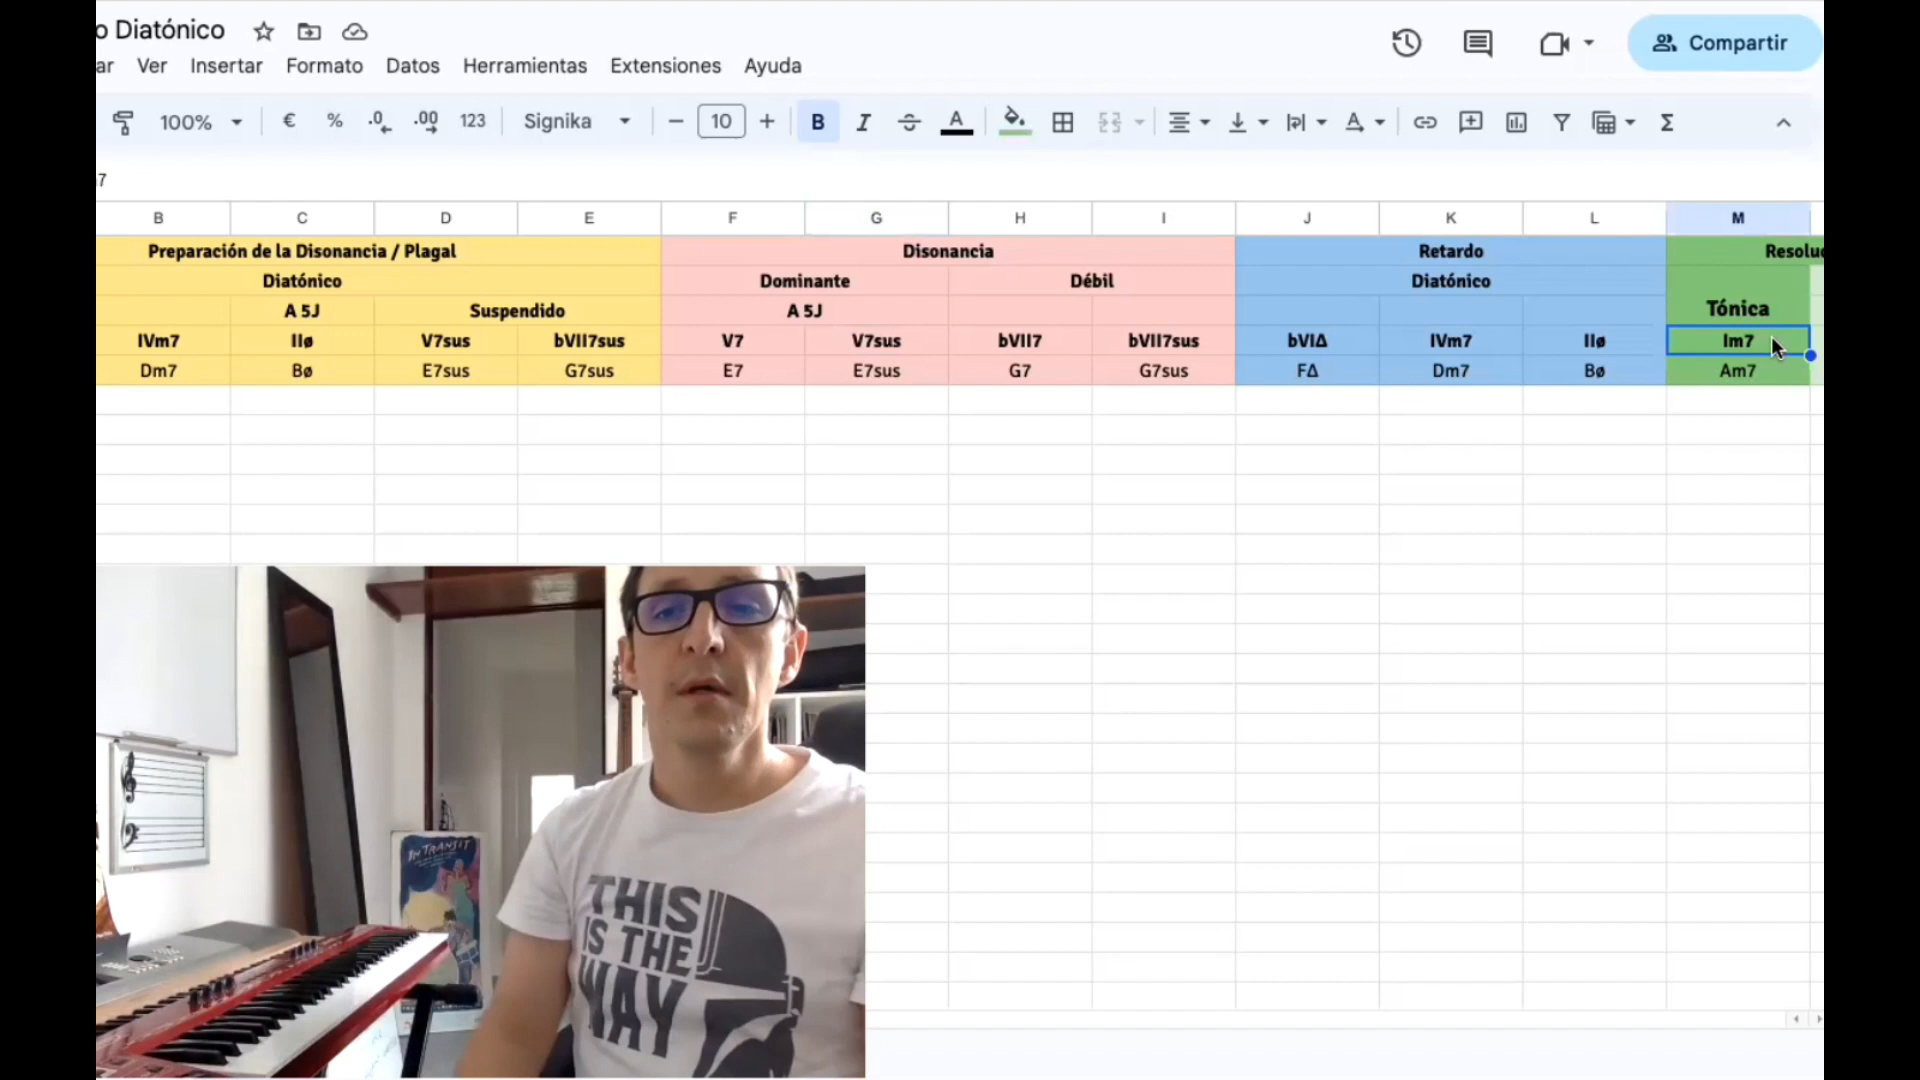 o Diatónico
Compartir
ar Ver Insertar Formato Datos Herramientas Extensiones Ayuda
100% € % .0 .00 123 Signika − 10 + B I A A Σ
7
B C D E F G H I J K L M
Preparación de la Disonancia / Plagal Disonancia Retardo Resoluc
Diatónico Dominante Débil Diatónico
A 5J Suspendido A 5J Tónica
IVm7 IIø V7sus bVII7sus V7 V7sus bVII7 bVII7sus bVIΔ IVm7 IIø Im7
Dm7 Bø E7sus G7sus E7 E7sus G7 G7sus FΔ Dm7 Bø Am7
IN TRANSIT
THIS
IS THE
WAY